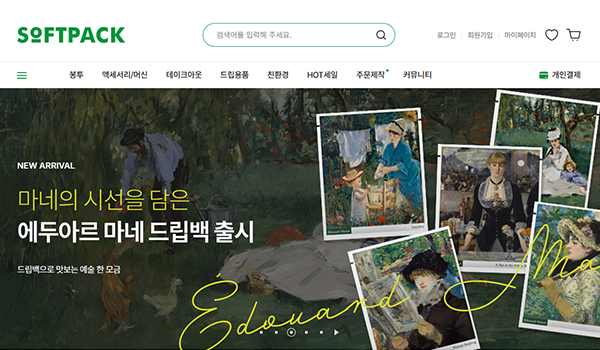 SOFTPACK
검색어를 입력해 주세요.
로그인 | 회원가입 | 마이페이지
봉투 액세서리/머신 테이크아웃 드립용품 친환경 HOT세일 주문제작 커뮤니티 개인결제
NEW ARRIVAL
마네의 시선을 담은
에두아르 마네 드립백 출시
드립백으로 맛보는 예술 한 모금
Édouard Ma